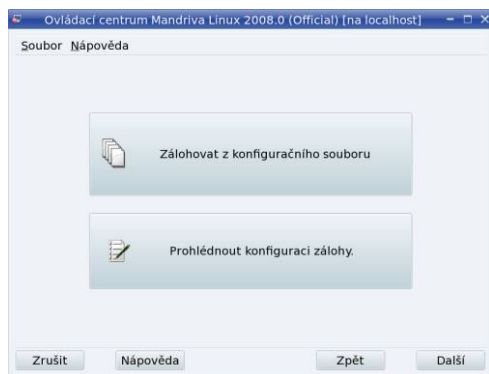 Ovládací centrum Mandriva Linux 2008.0 (Official) [na localhost]
Soubor Nápověda
Zálohovat z konfiguračního souboru
Prohlédnout konfiguraci zálohy.
Zrušit Nápověda Zpět Další